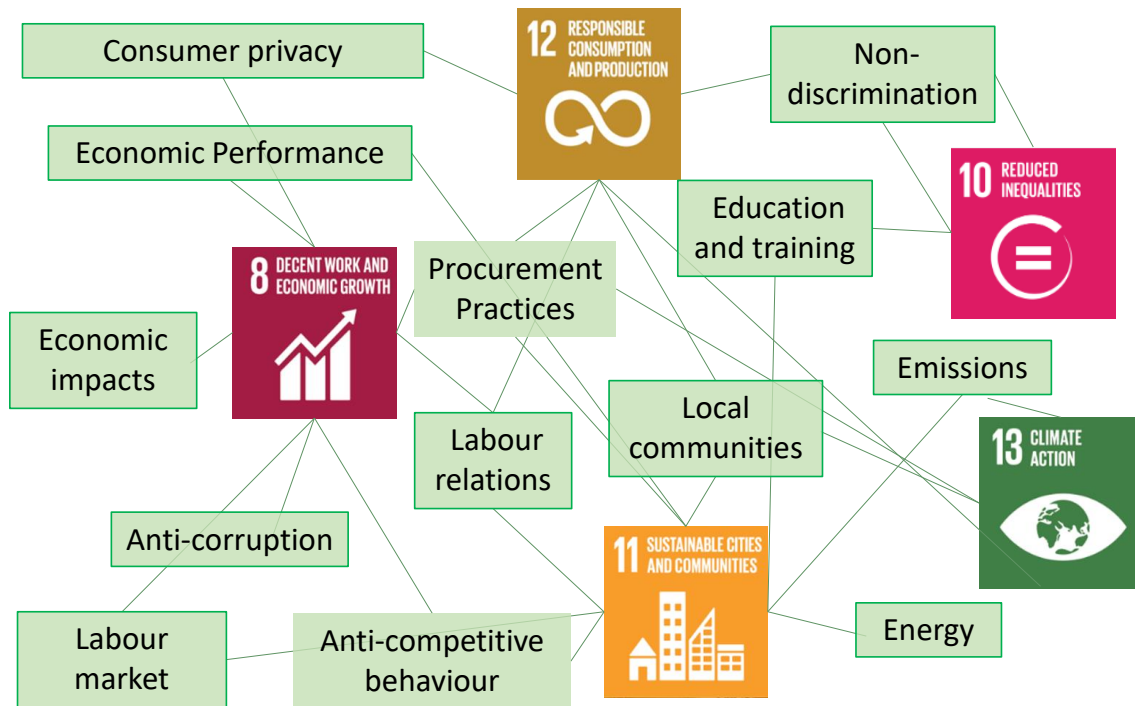 Consumer privacy
12 RESPONSIBLE
CONSUMPTION
AND PRODUCTION
Non-
discrimination
Economic Performance
10 REDUCED
INEQUALITIES
Education
and training
8 DECENT WORK AND
ECONOMIC GROWTH
Procurement
Practices
Economic
impacts
Emissions
Local
communities
Labour
relations
13 CLIMATE
ACTION
Anti-corruption
11 SUSTAINABLE CITIES
AND COMMUNITIES
Labour
market
Anti-competitive
behaviour
Energy